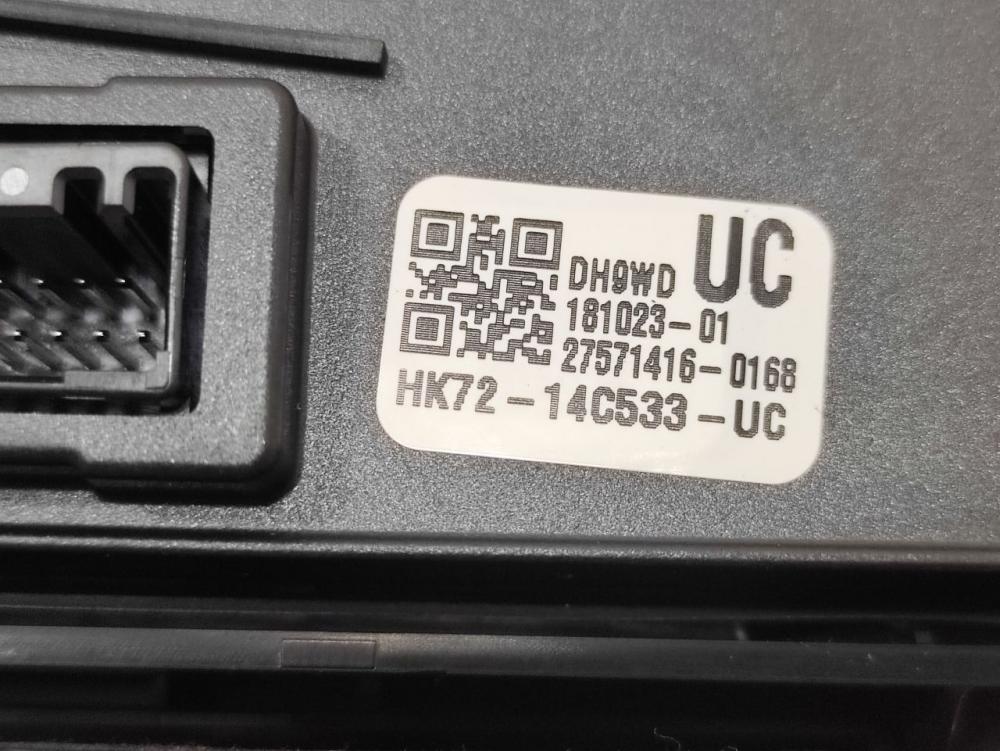 DH9WD UC
181023-01
27571416-0168
HK72-14C533-UC